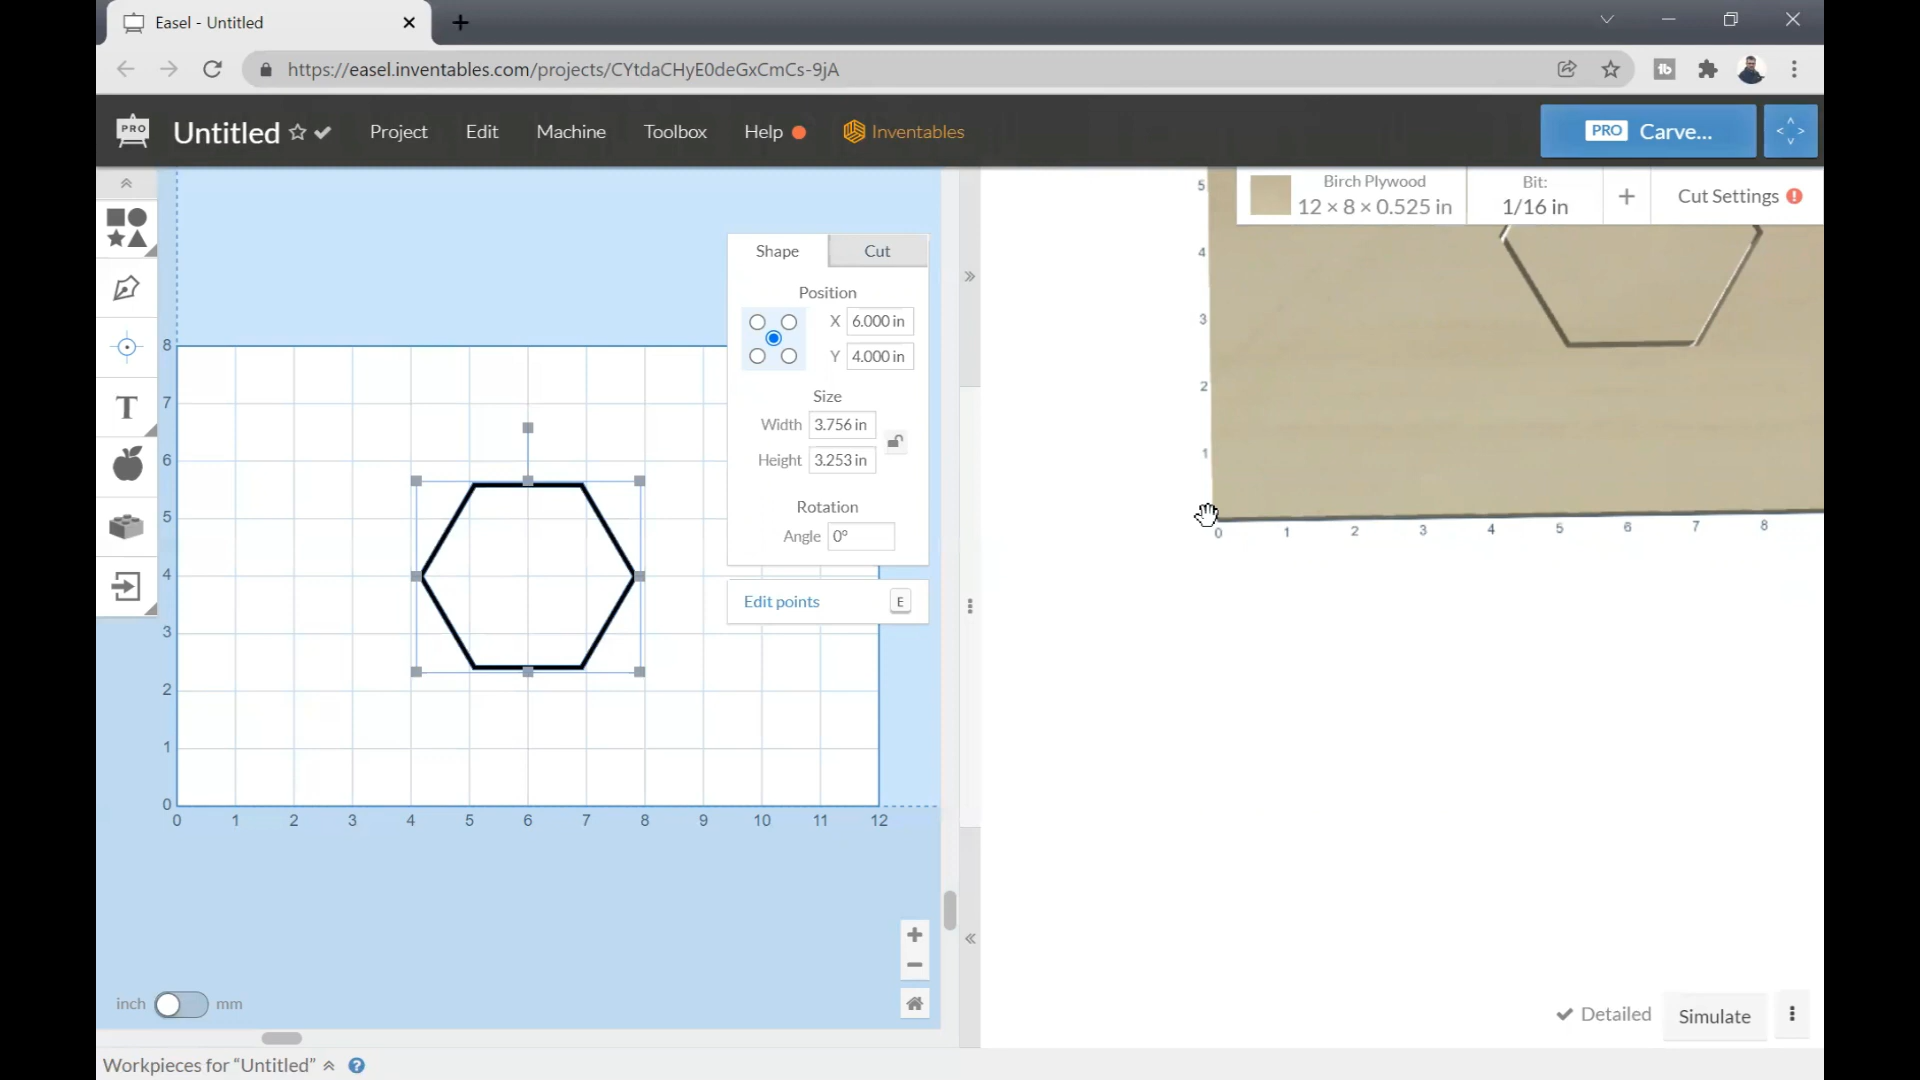 Easel - Untitled
https://easel.inventables.com/projects/CYtdaCHyE0deGxCmCs-9jA
PRO
Untitled
Project
Edit
Machine
Toolbox
Help
Inventables
PRO Carve...
Birch Plywood
12 × 8 × 0.525 in
Bit:
1/16 in
Cut Settings
Shape
Cut
Position
X 6.000 in
Y 4.000 in
Size
Width 3.756 in
Height 3.253 in
Rotation
Angle 0°
Edit points E
T
8
7
6
5
4
3
2
1
0
0 1 2 3 4 5 6 7 8 9 10 11 12
5
4
3
2
1
0 1 2 3 4 5 6 7 8
inch
mm
Detailed
Simulate
Workpieces for “Untitled”
?